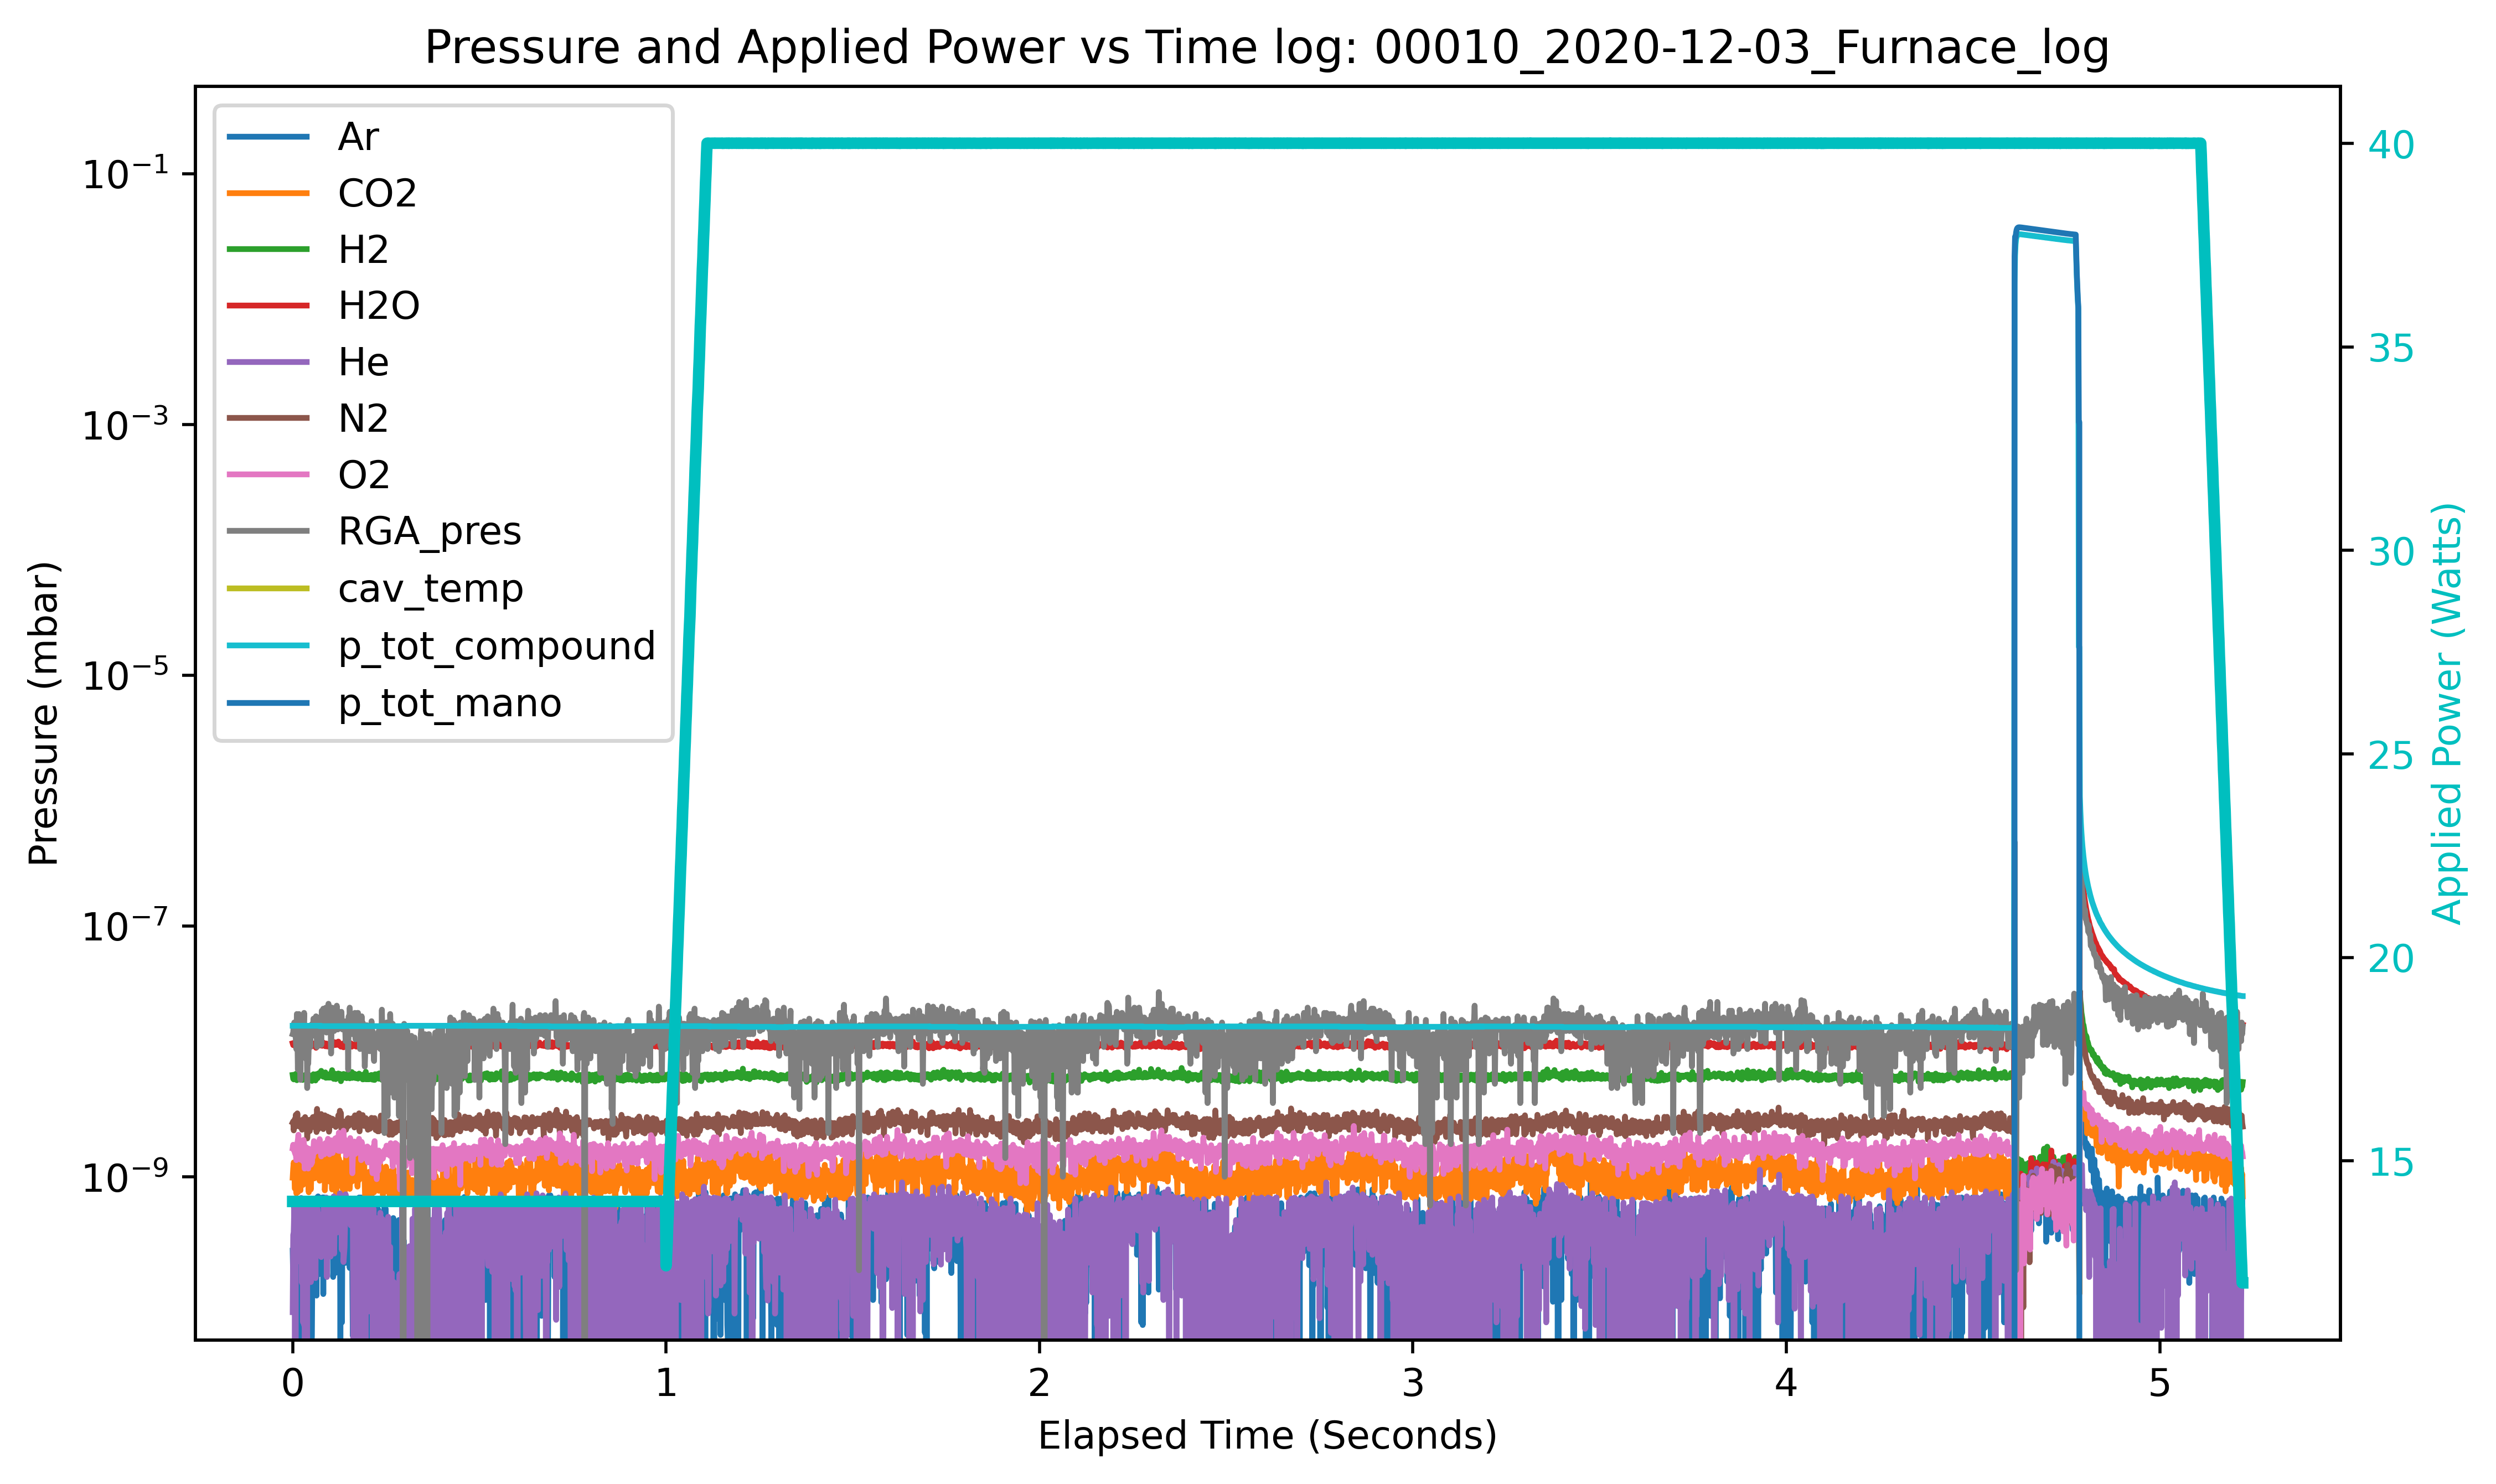 Pressure and Applied Power vs Time log: 00010_2020-12-03_Furnace_log
Ar
CO2
H2
H2O
He
N2
O2
RGA_pres
cav_temp
p_tot_compound
p_tot_mano
10⁻¹
10⁻³
10⁻⁵
10⁻⁷
10⁻⁹
Pressure (mbar)
40
35
30
25
20
15
Applied Power (Watts)
0 1 2 3 4 5
Elapsed Time (Seconds)